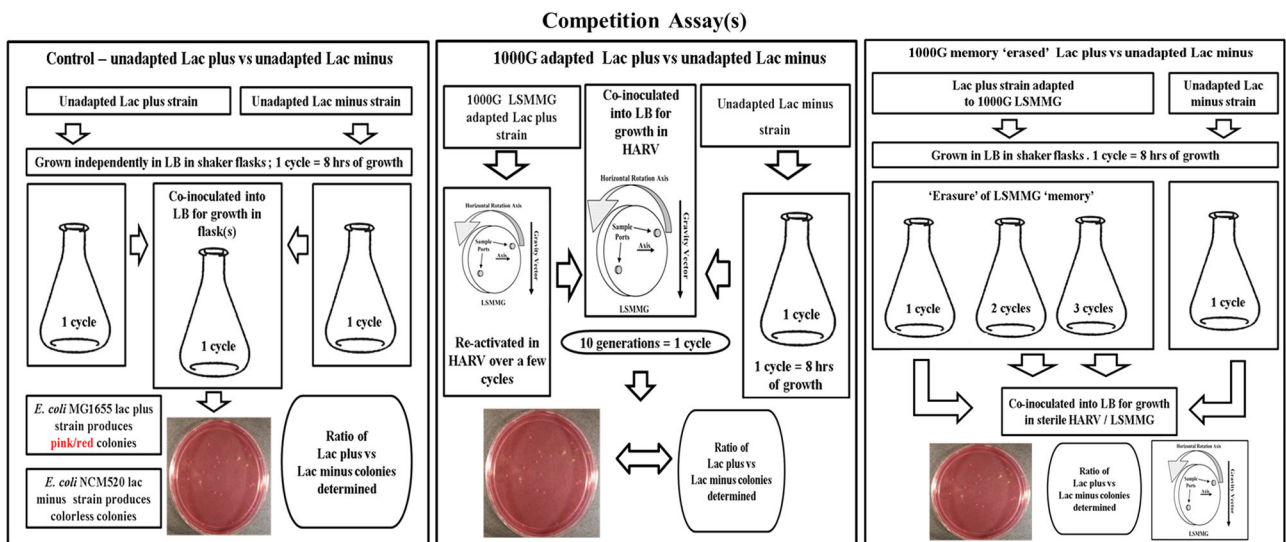 Competition Assay(s)
Control – unadapted Lac plus vs unadapted Lac minus
Unadapted Lac plus strain
Unadapted Lac minus strain
Grown independently in LB in shaker flasks ; 1 cycle = 8 hrs of growth
1 cycle
Co-inoculated into
LB for growth in
flask(s)
1 cycle
1 cycle
E. coli MG1655 lac plus
strain produces
pink/red colonies
E. coli NCM520 lac
minus strain produces
colorless colonies
Ratio of
Lac plus vs
Lac minus colonies
determined
1000G adapted Lac plus vs unadapted Lac minus
1000G LSMMG
adapted Lac plus
strain
Co-inoculated
into LB for
growth in
HARV
Unadapted Lac minus
strain
Horizontal Rotation Axis
Sample
Ports
Axis
Gravity Vector
LSMMG
Re-activated in
HARV over a few
cycles
Horizontal Rotation Axis
Sample
Ports
Axis
Gravity Vector
LSMMG
1 cycle
1 cycle = 8 hrs
of growth
10 generations = 1 cycle
Ratio of
Lac plus vs
Lac minus colonies
determined
1000G memory ‘erased’ Lac plus vs unadapted Lac minus
Lac plus strain adapted
to 1000G LSMMG
Unadapted Lac
minus strain
Grown in LB in shaker flasks . 1 cycle = 8 hrs of growth
‘Erasure’ of LSMMG ‘memory’
1 cycle
2 cycles
3 cycles
1 cycle
Co-inoculated into LB for growth
in sterile HARV / LSMMG
Ratio of
Lac plus vs
Lac minus colonies
determined
Horizontal Rotation Axis
Sample
Ports
Axis
Gravity Vector
LSMMG